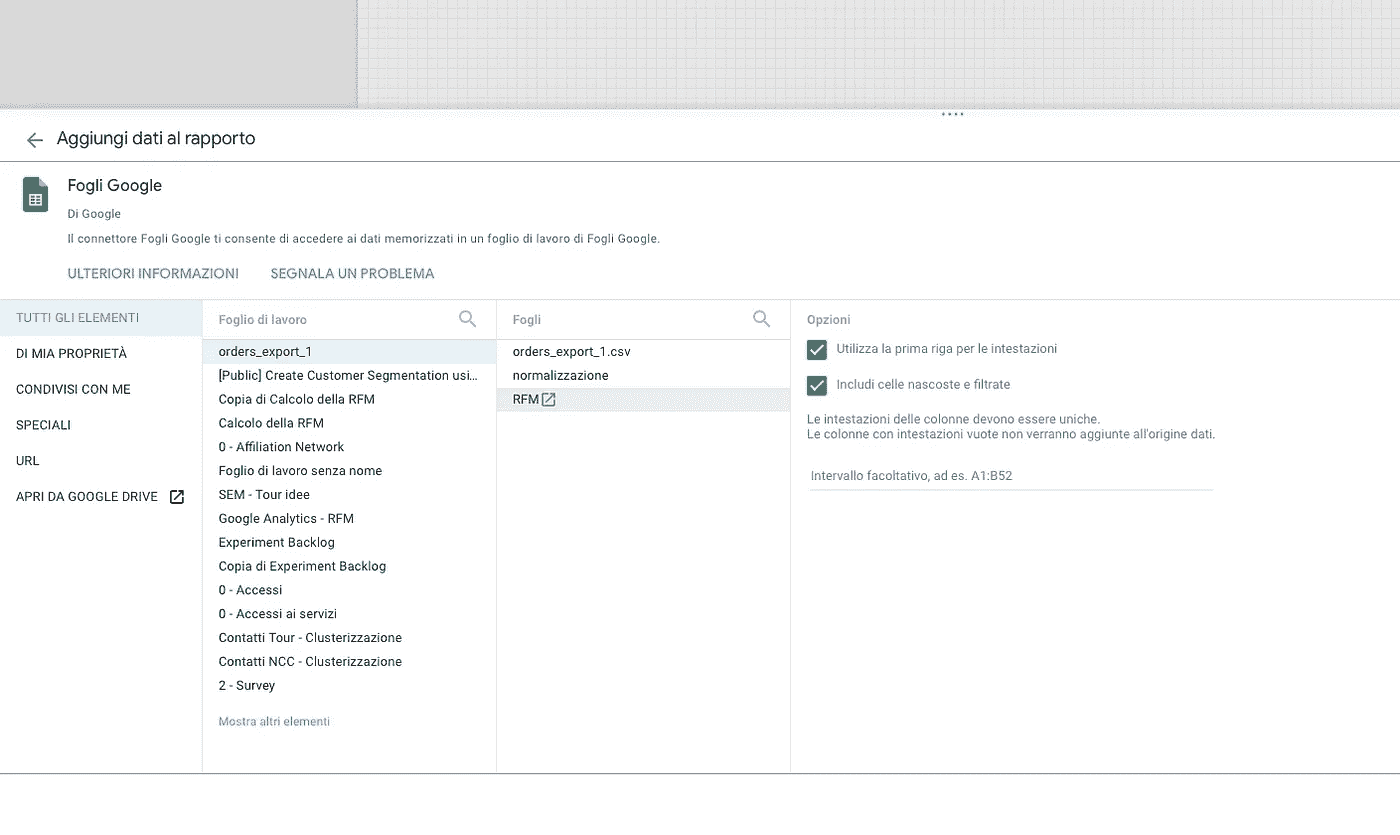 Aggiungi dati al rapporto
Fogli Google
Di Google
Il connettore Fogli Google ti consente di accedere ai dati memorizzati in un foglio di lavoro di Fogli Google.
ULTERIORI INFORMAZIONI
SEGNALA UN PROBLEMA
TUTTI GLI ELEMENTI
DI MIA PROPRIETÀ
CONDIVISI CON ME
SPECIALI
URL
APRI DA GOOGLE DRIVE
Foglio di lavoro
orders_export_1
[Public] Create Customer Segmentation usi...
Copia di Calcolo della RFM
Calcolo della RFM
0 - Affiliation Network
Foglio di lavoro senza nome
SEM - Tour idee
Google Analytics - RFM
Experiment Backlog
Copia di Experiment Backlog
0 - Accessi
0 - Accessi ai servizi
Contatti Tour - Clusterizzazione
Contatti NCC - Clusterizzazione
2 - Survey
Mostra altri elementi
Fogli
orders_export_1.csv
normalizzazione
RFM
Opzioni
Utilizza la prima riga per le intestazioni
Includi celle nascoste e filtrate
Le intestazioni delle colonne devono essere uniche.
Le colonne con intestazioni vuote non verranno aggiunte all'origine dati.
Intervallo facoltativo, ad es. A1:B52